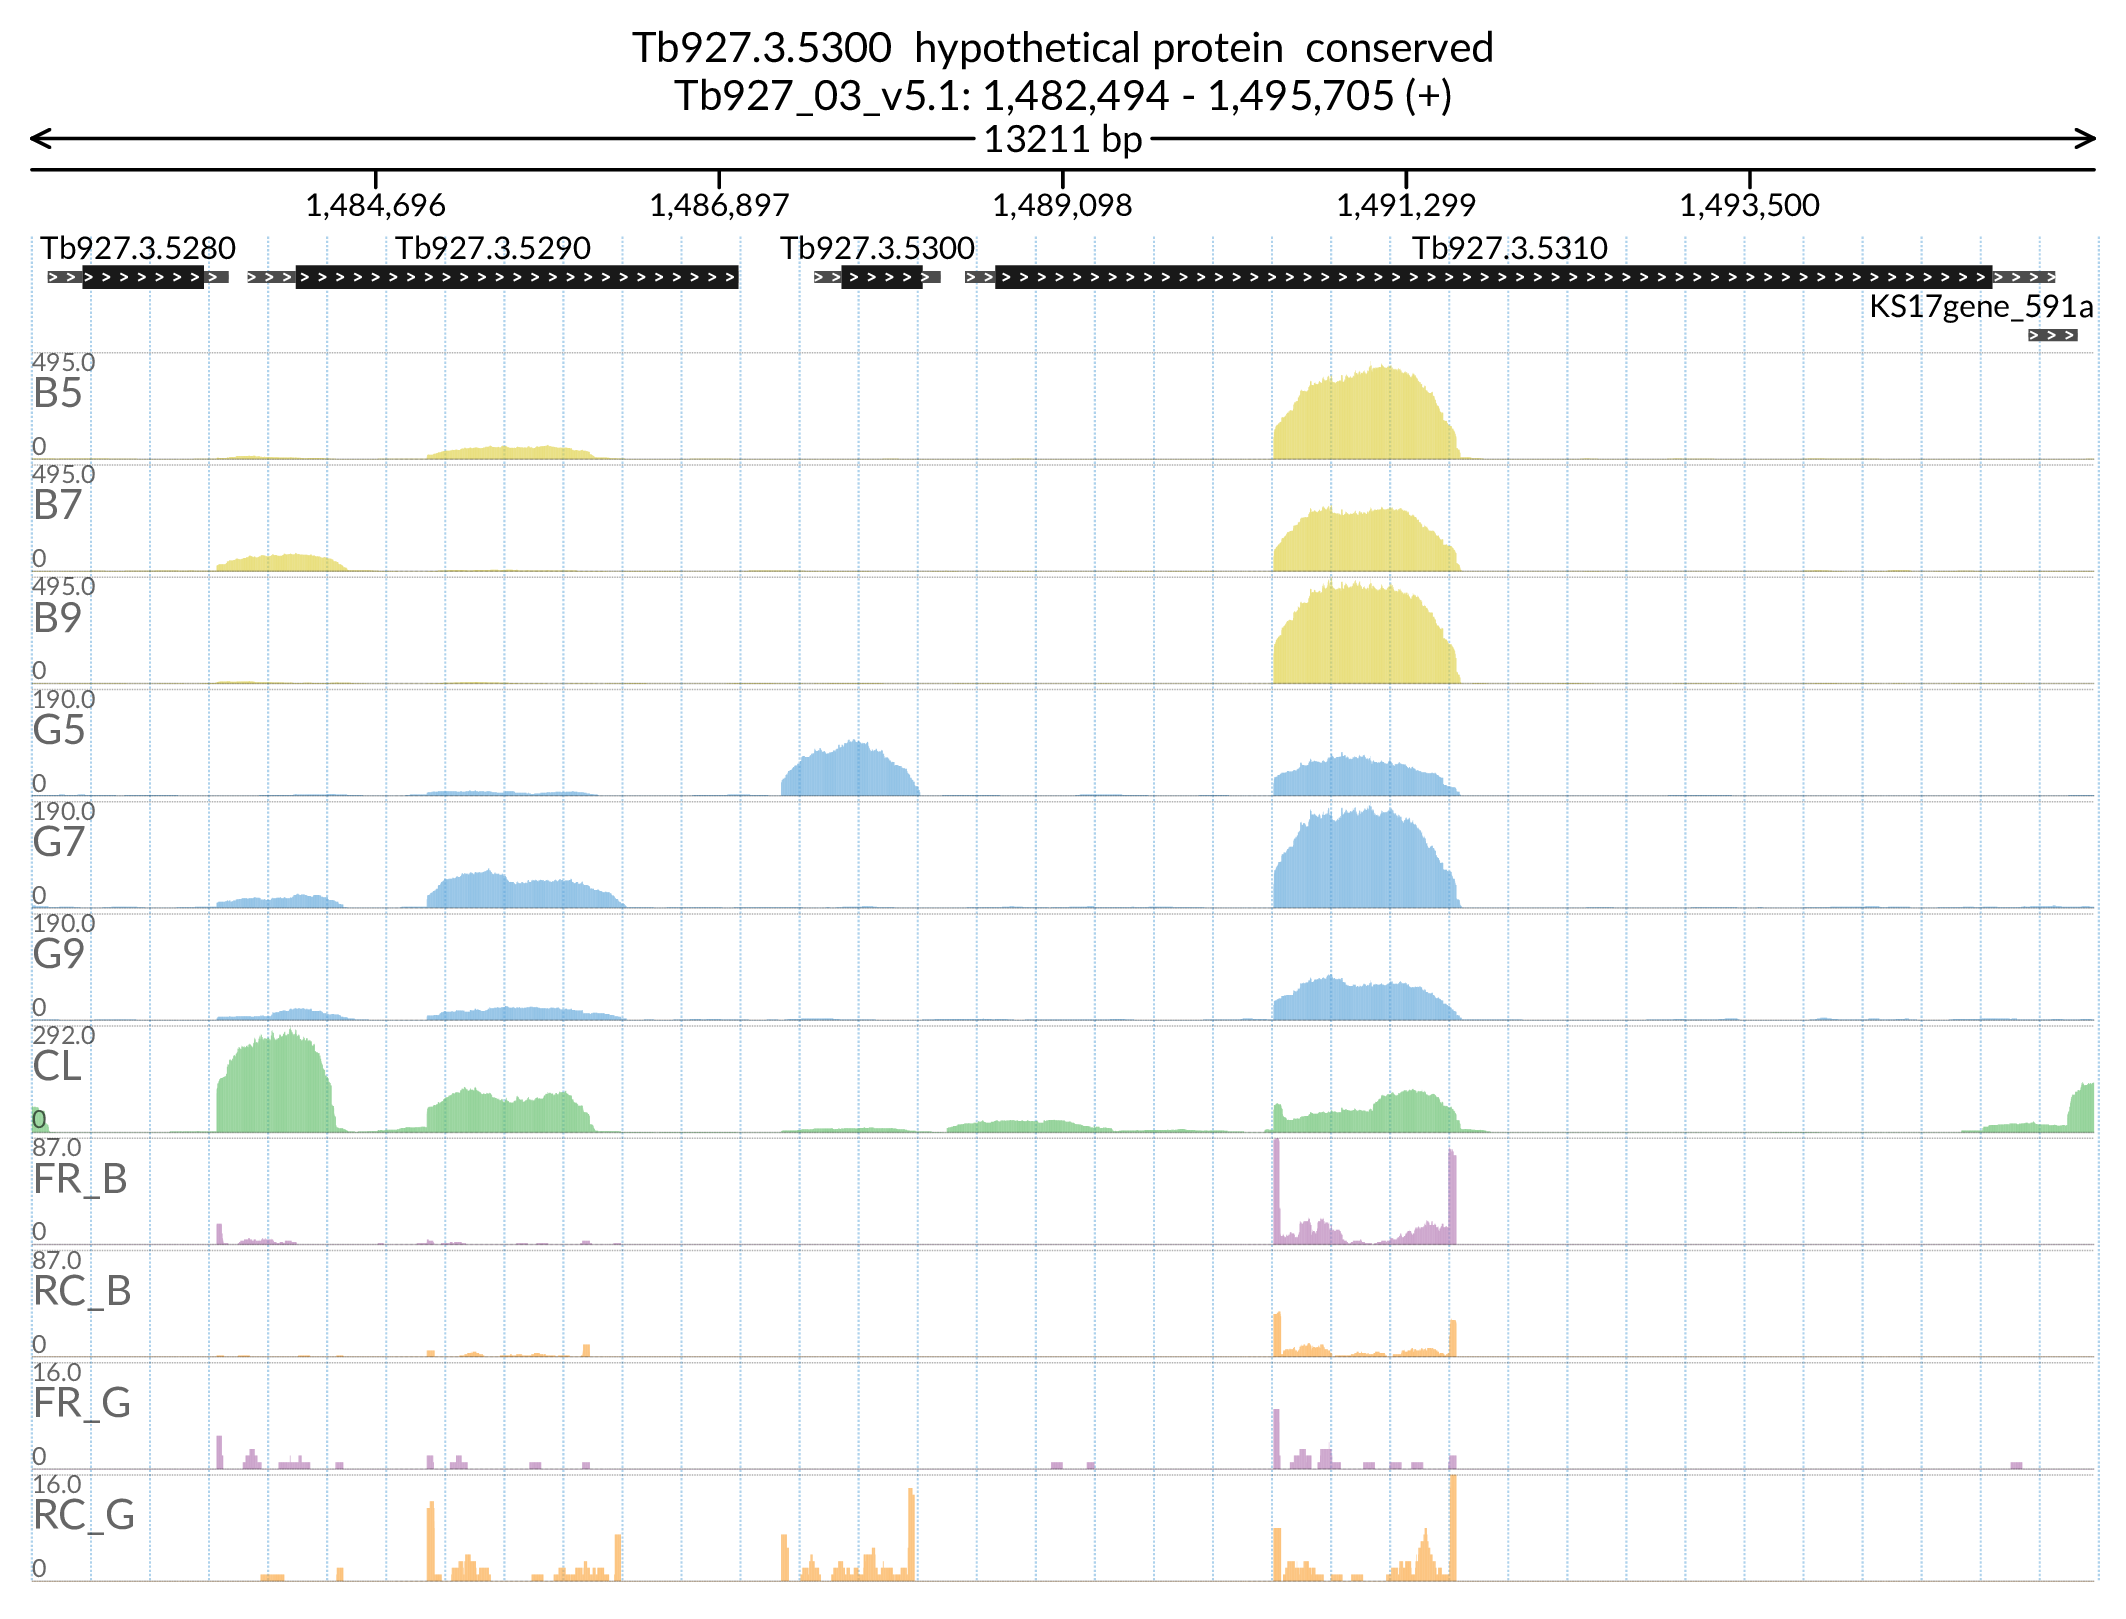 Tb927.3.5300 hypothetical protein conserved
Tb927_03_v5.1: 1,482,494 - 1,495,705 (+)
13211 bp
1,484,696 1,486,897 1,489,098 1,491,299 1,493,500
Tb927.3.5280 Tb927.3.5290 Tb927.3.5300 Tb927.3.5310
KS17gene_591a
495.0
B5
0
495.0
B7
0
495.0
B9
0
190.0
G5
0
190.0
G7
0
190.0
G9
0
292.0
CL
0
87.0
FR_B
0
87.0
RC_B
0
16.0
FR_G
0
16.0
RC_G
0